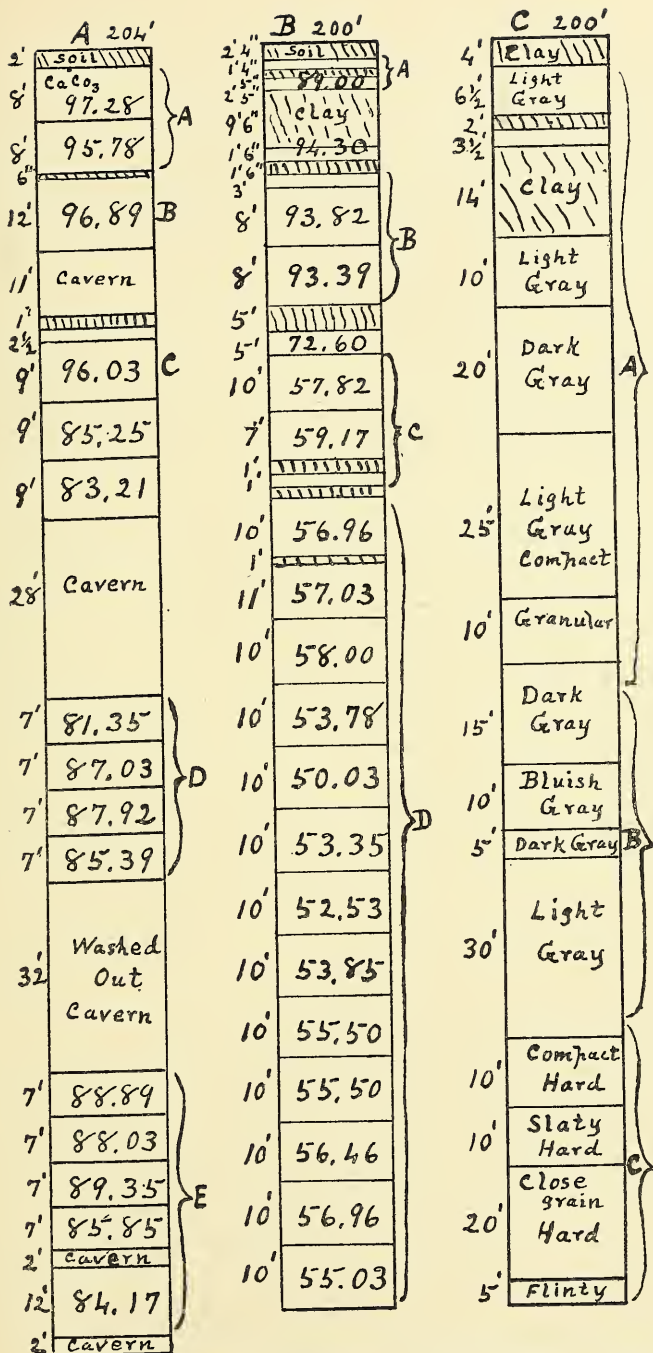 A 204'
2' Soil
CaCo3
8' 97.28
A
8' 95.78
6"
12' 96.89 B
11' Cavern
1'
2½
9' 96.03 C
9' 85.25
9' 83.21
28' Cavern
7' 81.35
7' 87.03
D
7' 87.92
7' 85.39
32' Washed
Out
Cavern
7' 88.89
7' 88.03
7' 89.35
E
7' 85.85
2' Cavern
12' 84.17
2' Cavern
B 200'
2'4" Soil
1'4"
A
5" 89.00
2'5"
9'6" Clay
1'6" 94.30
1'6"
3'
8' 93.82
B
8' 93.39
5'
5' 72.60
10' 57.82
C
7' 59.17
1'
1'
10' 56.96
1'
11' 57.03
10' 58.00
10' 53.78
10' 50.03
D
10' 53.35
10' 52.53
10' 53.85
10' 55.50
10' 55.50
10' 56.46
10' 56.96
10' 55.03
C 200'
4' Clay
6½' Light
Gray
2'
3½'
14' Clay
10' Light
Gray
20' Dark
Gray
A
25' Light
Gray
Compact
10' Granular
15' Dark
Gray
10' Bluish
Gray
5' Dark Gray B
30' Light
Gray
10' Compact
Hard
10' Slaty
Hard
C
20' Close
grain
Hard
5' Flinty